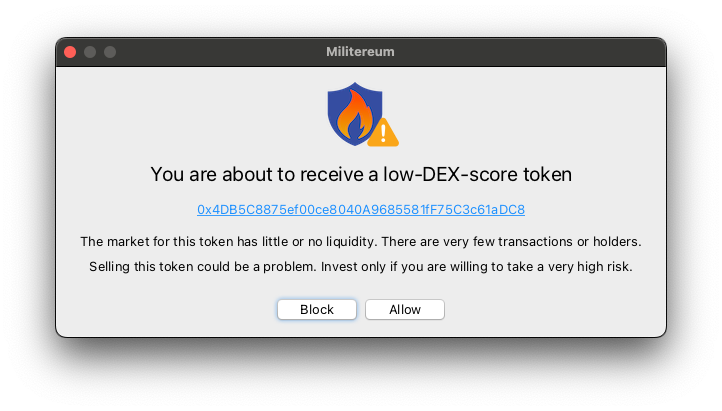 Militereum
You are about to receive a low-DEX-score token
0x4DB5C8875ef00ce8040A9685581fF75C3c61aDC8
The market for this token has little or no liquidity. There are very few transactions or holders.
Selling this token could be a problem. Invest only if you are willing to take a very high risk.
Block
Allow